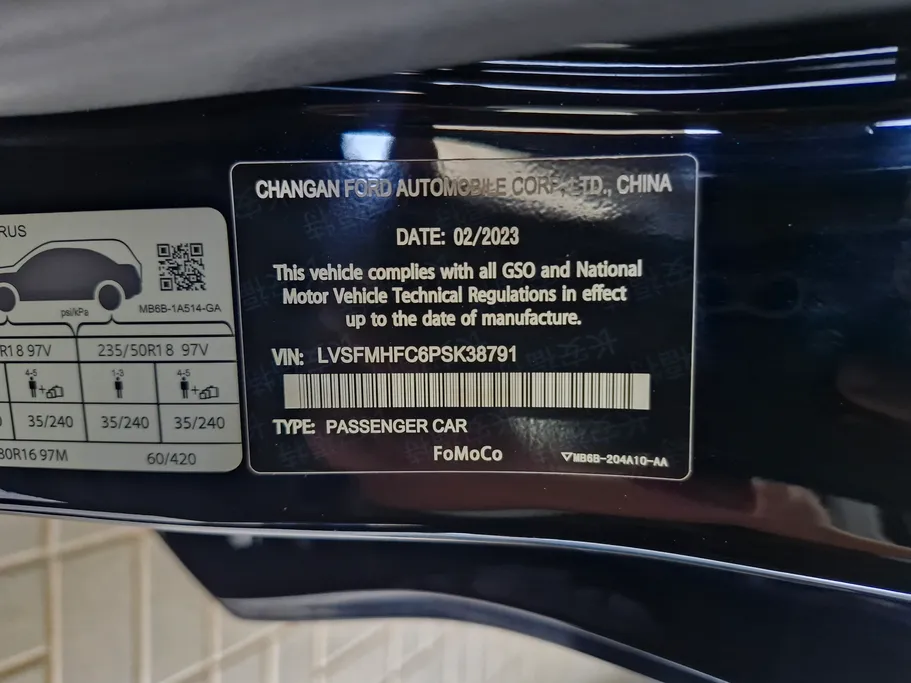 RUS
MB6B-1A514-GA
psi/kPa
R18 97V
235/50R18 97V
4-5
1-3
4-5
35/240
35/240
35/240
80R16 97M
60/420
CHANGAN FORD AUTOMOBILE CORP., LTD., CHINA
DATE: 02/2023
This vehicle complies with all GSO and National
Motor Vehicle Technical Regulations in effect
up to the date of manufacture.
VIN: LVSFMHFC6PSK38791
TYPE: PASSENGER CAR
FoMoCo
MB6B-204A10-AA